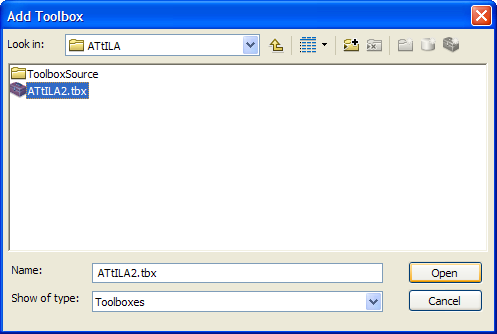 Add Toolbox
Look in: ATtILA
ToolboxSource
ATtILA2.tbx
Name: ATtILA2.tbx Open
Show of type: Toolboxes Cancel